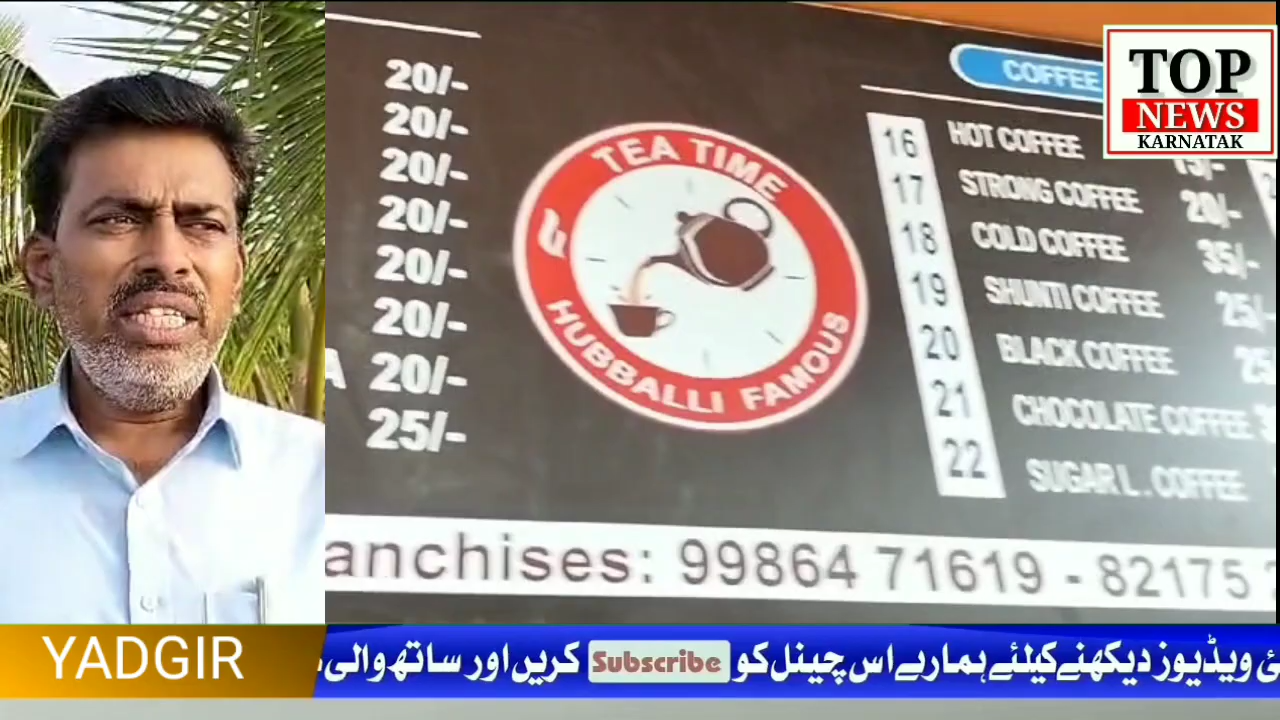 20/-
20/-
20/-
20/-
20/-
20/-
A 20/-
25/-
TEA TIME
HUBBALLI FAMOUS
COFFEE
16 HOT COFFEE 15/-
17 STRONG COFFEE 20/-
18 COLD COFFEE 35/-
19 SHUNTI COFFEE 25/-
20 BLACK COFFEE 25
21 CHOCOLATE COFFEE
22 SUGAR L. COFFEE
anchises: 99864 71619 - 82175
TOP
NEWS
KARNATAK
YADGIR
ویڈیوز دیکھنے کیلئے ہمارے اس چینل کو Subscribe کریں اور ساتھ والی